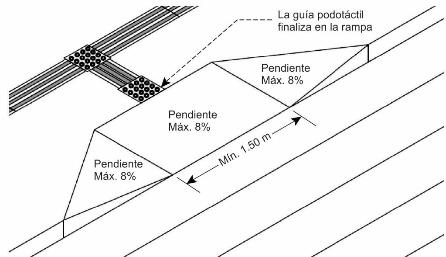 La guía podotáctil
finaliza en la rampa
Pendiente
Máx. 8%
Pendiente
Máx. 8%
Pendiente
Máx. 8%
Mín. 1.50 m